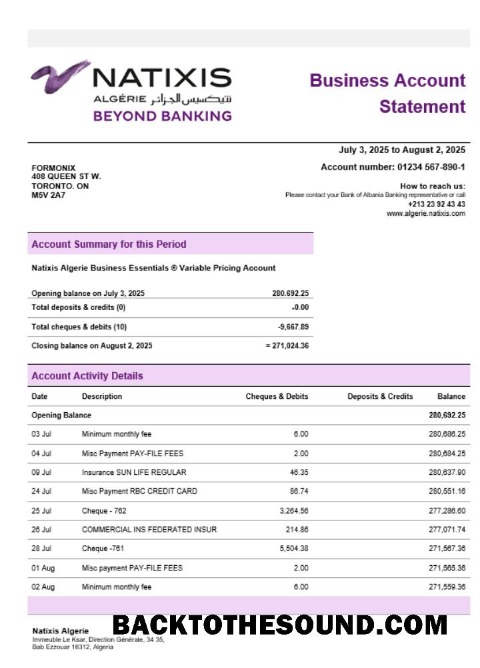 NATIXIS
ALGÉRIE نتيكسيس الجزائر
BEYOND BANKING
Business Account
Statement
July 3, 2025 to August 2, 2025
FORMONIX
408 QUEEN ST W.
TORONTO. ON
M5V 2A7
Account number: 01234 567-890-1
How to reach us:
Please contact your Bank of Albania Banking representative or call
+213 23 92 43 43
www.algerie.natixis.com
Account Summary for this Period
Natixis Algerie Business Essentials ® Variable Pricing Account
Opening balance on July 3, 2025 280.692.25
Total deposits & credits (0) -0.00
Total cheques & debits (10) -9,667.89
Closing balance on August 2, 2025 = 271,024.36
Account Activity Details
Date Description Cheques & Debits Deposits & Credits Balance
Opening Balance 280,692.25
03 Jul Minimum monthly fee 6.00 280,686.25
04 Jul Misc Payment PAY-FILE FEES 2.00 280,684.25
09 Jul Insurance SUN LIFE REGULAR 46.35 280,637.90
24 Jul Misc Payment RBC CREDIT CARD 86.74 280,551.16
25 Jul Cheque - 762 3,264.56 277,286.60
26 Jul COMMERCIAL INS FEDERATED INSUR 214.86 277,071.74
28 Jul Cheque -761 5,504.38 271,567.36
01 Aug Misc payment PAY-FILE FEES 2.00 271,565.36
02 Aug Minimum monthly fee 6.00 271,559.36
Natixis Algerie
Immeuble Le Ksar, Direction Générale, 34 35,
Bab Ezzouar 16312, Algeria
BACKTOTHESOUND.COM